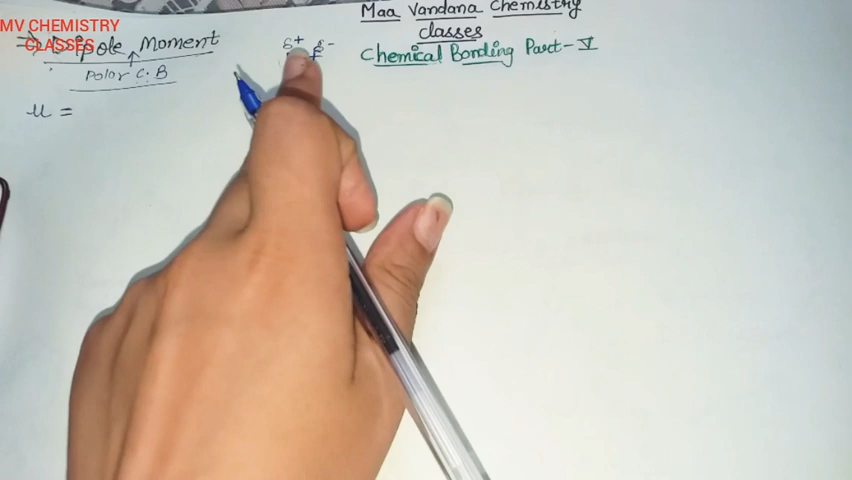 MV CHEMISTRY
CLASSES
Maa Vandana Chemistry
classes
Chemical Bonding Part-V
⇒ Dipole Moment
Polar C.B
δ+ δ-
F
μ =